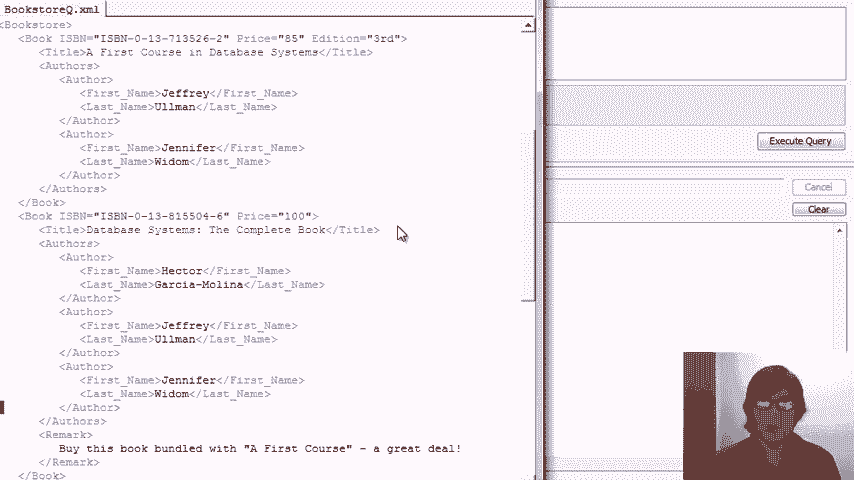 BookstoreQ.xml
<Bookstore>
<Book ISBN="ISBN-0-13-713526-2" Price="85" Edition="3rd">
<Title>A First Course in Database Systems</Title>
<Authors>
<Author>
<First_Name>Jeffrey</First_Name>
<Last_Name>Ullman</Last_Name>
</Author>
<Author>
<First_Name>Jennifer</First_Name>
<Last_Name>Widom</Last_Name>
</Author>
</Authors>
</Book>
<Book ISBN="ISBN-0-13-815504-6" Price="100">
<Title>Database Systems: The Complete Book</Title>
<Authors>
<Author>
<First_Name>Hector</First_Name>
<Last_Name>Garcia-Molina</Last_Name>
</Author>
<Author>
<First_Name>Jeffrey</First_Name>
<Last_Name>Ullman</Last_Name>
</Author>
<Author>
<First_Name>Jennifer</First_Name>
<Last_Name>Widom</Last_Name>
</Author>
</Authors>
<Remark>
Buy this book bundled with "A First Course" - a great deal!
</Remark>
</Book>
Execute Query
Cancel
Clear